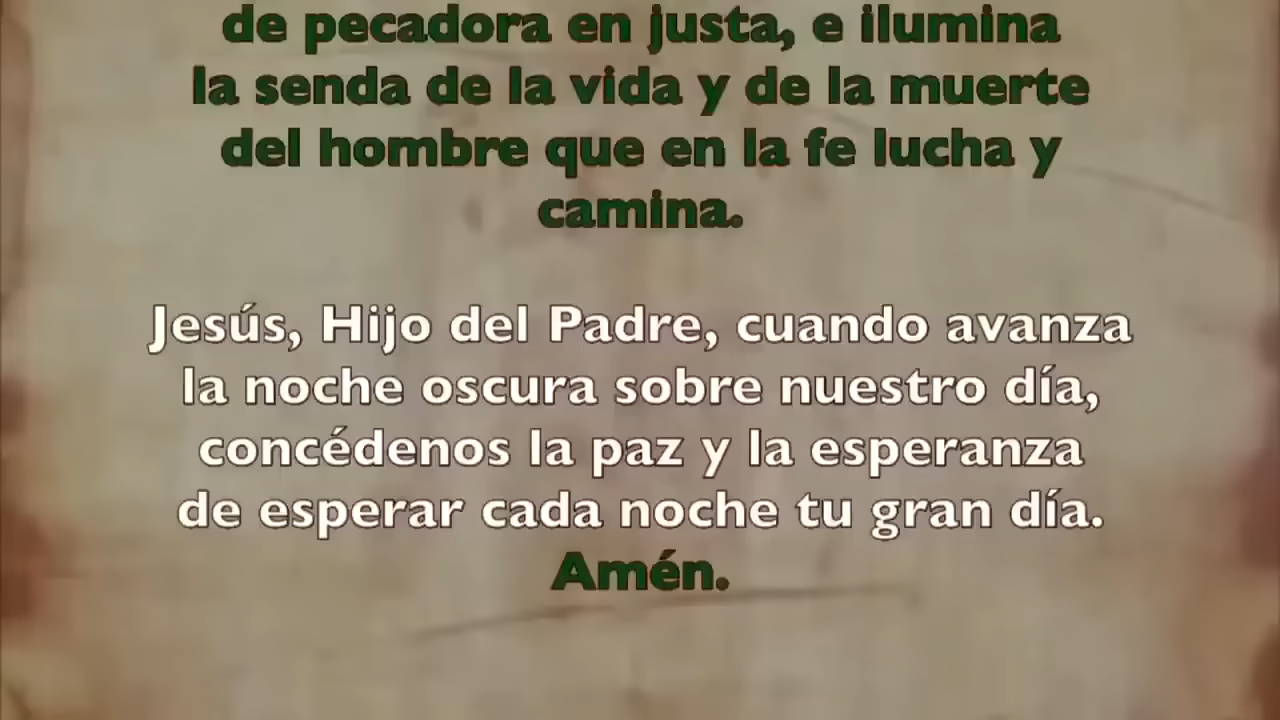 de pecadora en justa, e ilumina
la senda de la vida y de la muerte
del hombre que en la fe lucha y
camina.
Jesús, Hijo del Padre, cuando avanza
la noche oscura sobre nuestro día,
concédenos la paz y la esperanza
de esperar cada noche tu gran día.
Amén.